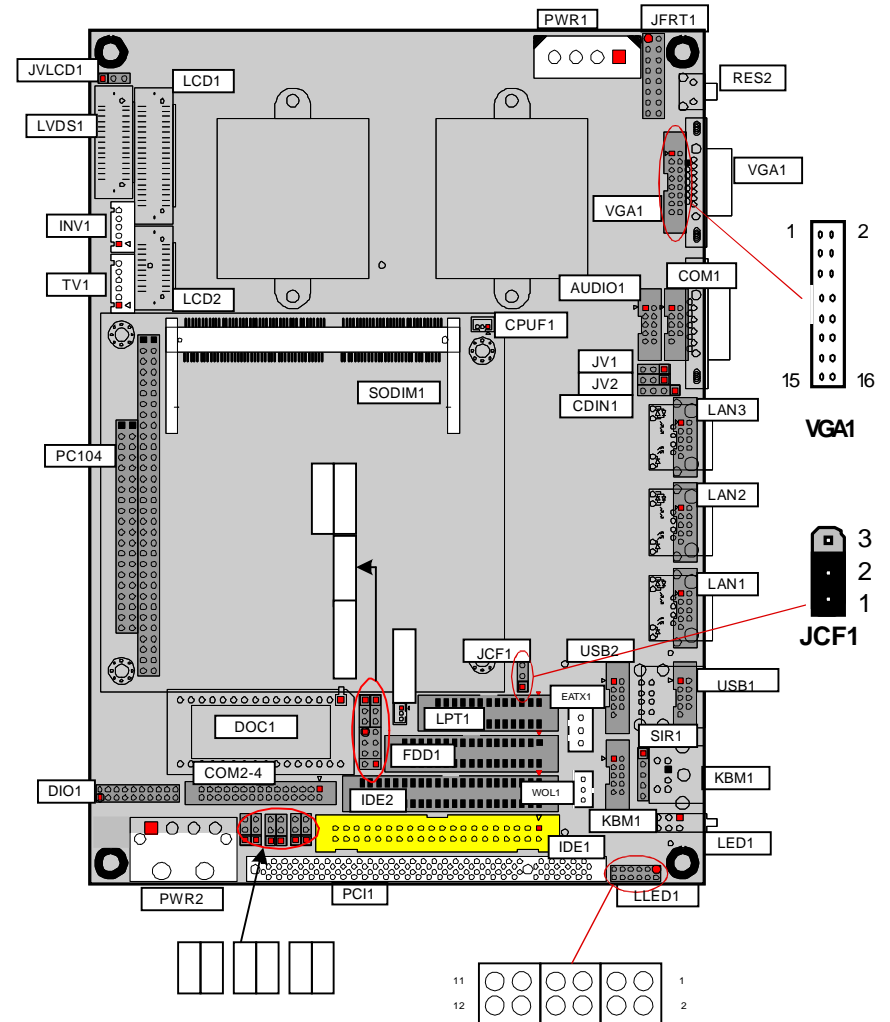 PWR1
JFRT1
JVLCD1
LCD1
RES2
LVDS1
VGA1
VGA1
INV1
1 2
TV1
AUDIO1
COM1
LCD2
CPUF1
JV1
JV2
SODIM1
CDIN1
15 16
LAN3
VGA1
PC104
LAN2
3
2
LAN1
1
JCF1
JCF1
USB2
EATX1
USB1
DOC1
LPT1
SIR1
FDD1
COM2-4
KBM1
DIO1
IDE2
WOL1
KBM1
LED1
IDE1
PWR2
PCI1
LLED1
11 1
12 2